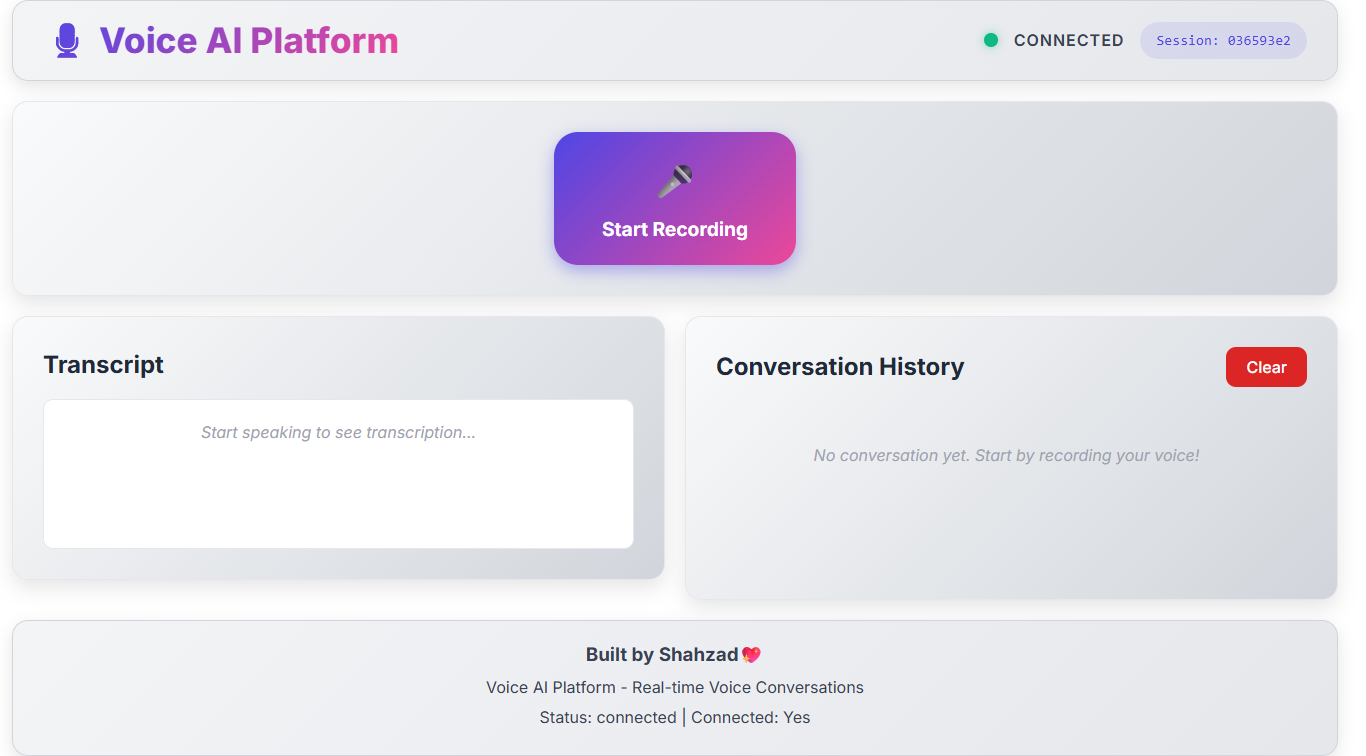 Voice AI Platform
CONNECTED
Session: 036593e2
Start Recording
Transcript
Start speaking to see transcription...
Conversation History
Clear
No conversation yet. Start by recording your voice!
Built by Shahzad💖
Voice AI Platform - Real-time Voice Conversations
Status: connected | Connected: Yes